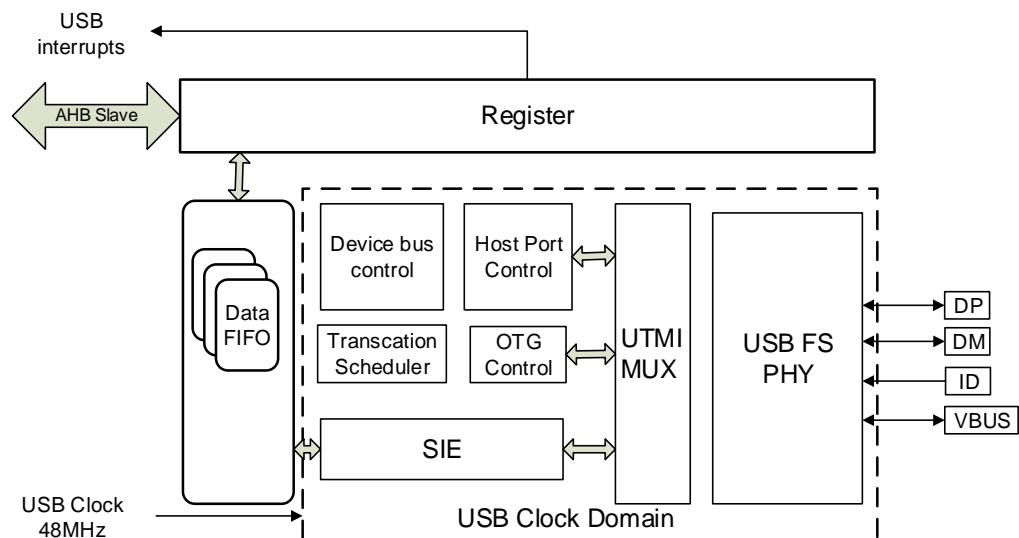 USB
interrupts
AHB Slave
Register
Device bus
control
Host Port
Control
Data
FIFO
Transcation
Scheduler
OTG
Control
UTMI
MUX
USB FS
PHY
DP
DM
ID
VBUS
SIE
USB Clock
48MHz
USB Clock Domain